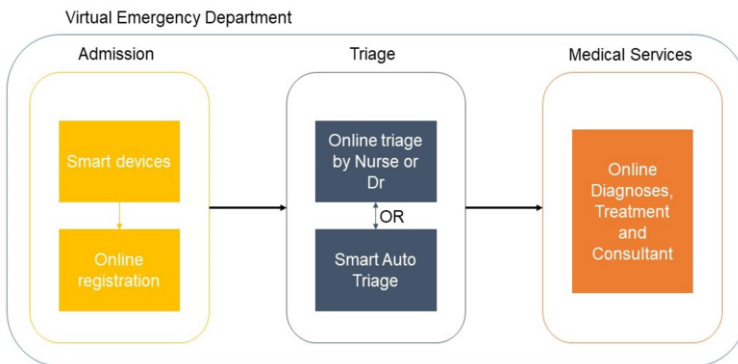 Virtual Emergency Department
Admission
Smart devices
Online
registration
Triage
Online triage
by Nurse or
Dr
OR
Smart Auto
Triage
Medical Services
Online
Diagnoses,
Treatment
and
Consultant